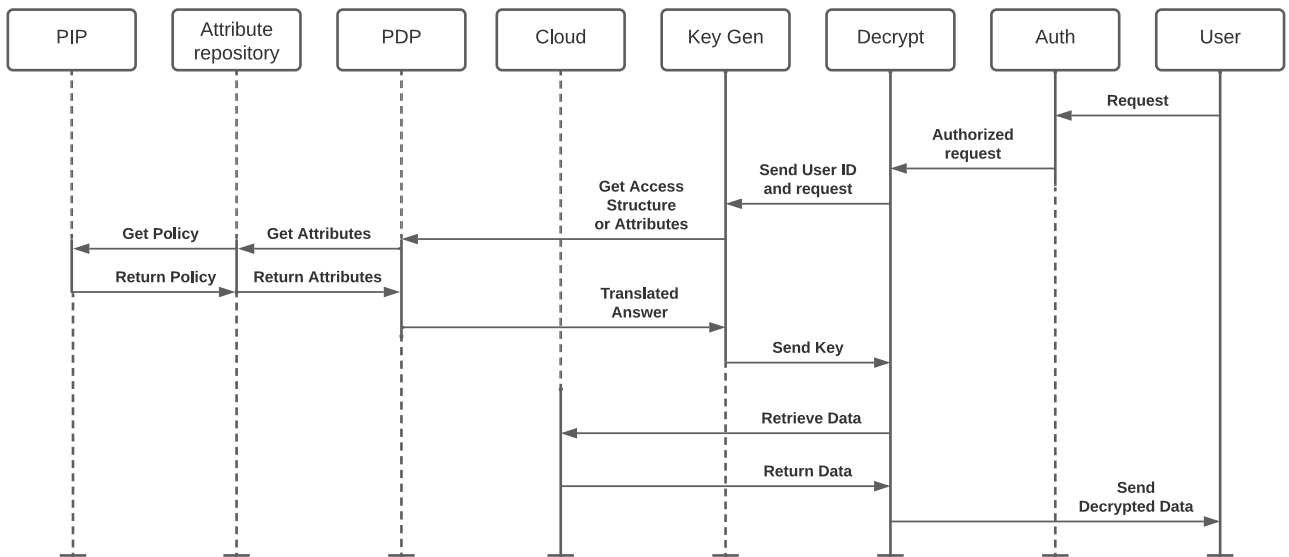 PIP
Attribute
repository
PDP
Cloud
Key Gen
Decrypt
Auth
User
Request
Authorized
request
Send User ID
and request
Get Access
Structure
or Attributes
Get Policy
Get Attributes
Return Policy
Return Attributes
Translated
Answer
Send Key
Retrieve Data
Return Data
Send
Decrypted Data